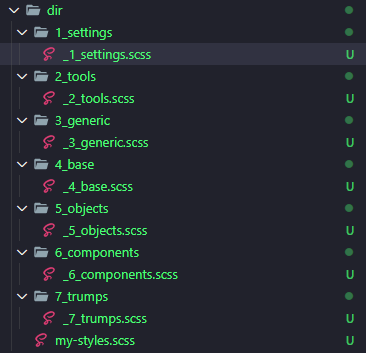 dir
1_settings
_1_settings.scss U
2_tools
_2_tools.scss U
3_generic
_3_generic.scss U
4_base
_4_base.scss U
5_objects
_5_objects.scss U
6_components
_6_components.scss U
7_trumps
_7_trumps.scss U
my-styles.scss U